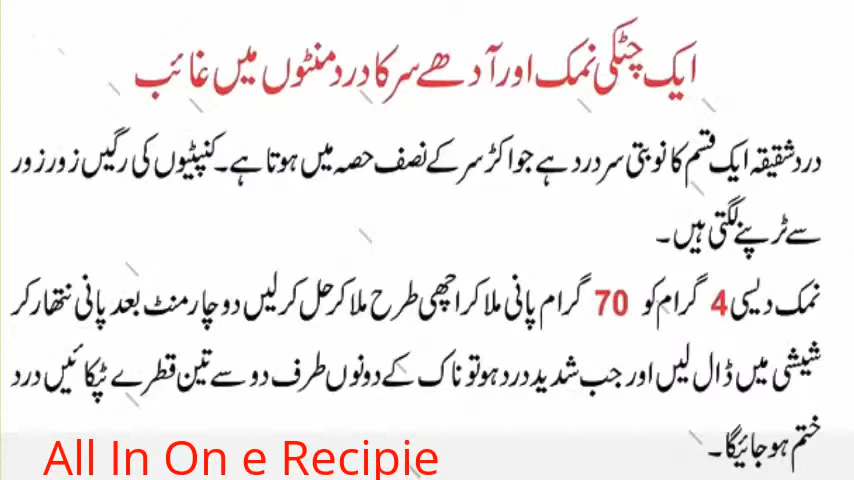 ایک چٹکی نمک اور آدھے سر کا درد منٹوں میں غائب
درد شقیقہ ایک قسم کا نوبتی سر درد ہے جو اکژ سر کے نصف حصہ میں ہوتا ہے۔ کنپٹیوں کی رگیں زور زور
سے ٹرپنے لگتی ہیں۔
نمک دیسی 4 گرام کو 70 گرام پانی ملا کر اچھی طرح ملا کر حل کر لیں دو چار منٹ بعد پانی نتھار کر
شیشی میں ڈال لیں اور جب شدید درد ہو تو ناک کے دونوں طرف دو سے تین قطرے ٹپکائیں درد
ختم ہو جائیگا۔
All In On e Recipie